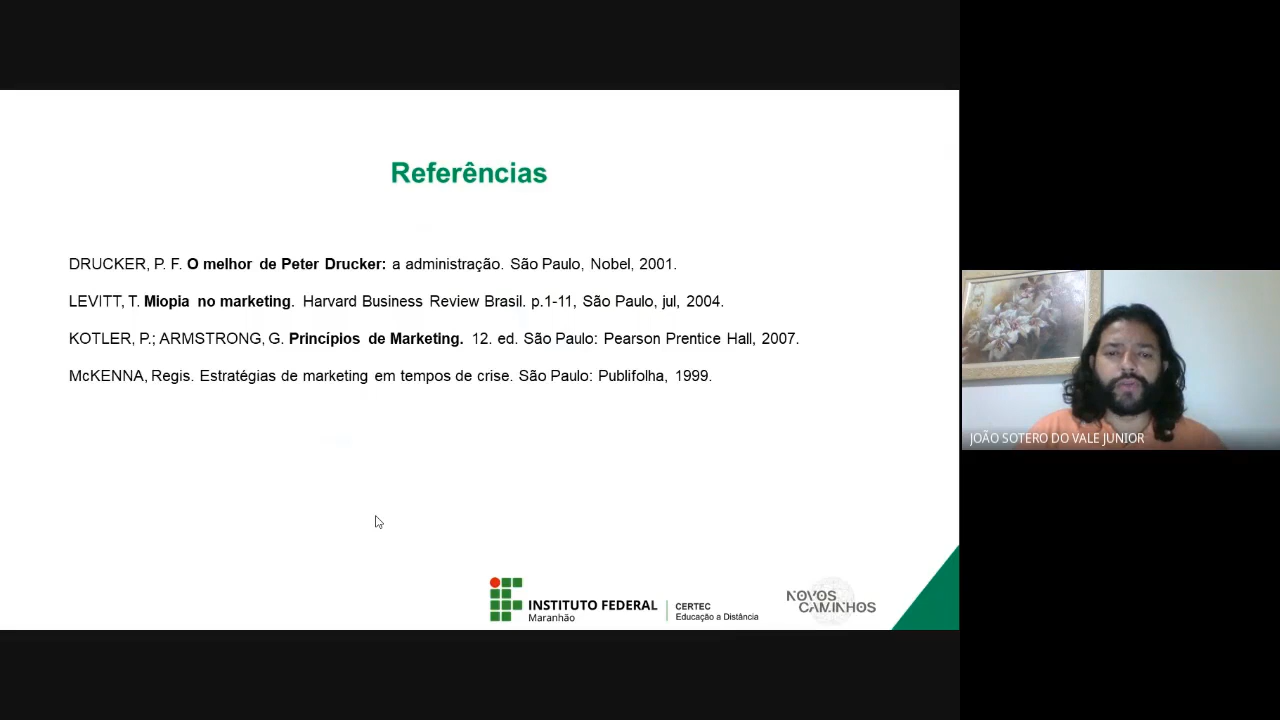 Referências
DRUCKER, P. F. O melhor de Peter Drucker: a administração. São Paulo, Nobel, 2001.
LEVITT, T. Miopia no marketing. Harvard Business Review Brasil. p.1-11, São Paulo, jul, 2004.
KOTLER, P.; ARMSTRONG, G. Princípios de Marketing. 12. ed. São Paulo: Pearson Prentice Hall, 2007.
McKENNA, Regis. Estratégias de marketing em tempos de crise. São Paulo: Publifolha, 1999.
JOÃO SOTERO DO VALE JUNIOR
INSTITUTO FEDERAL
Maranhão
CERTEC
Educação a Distância
NOVOS
CAMINHOS